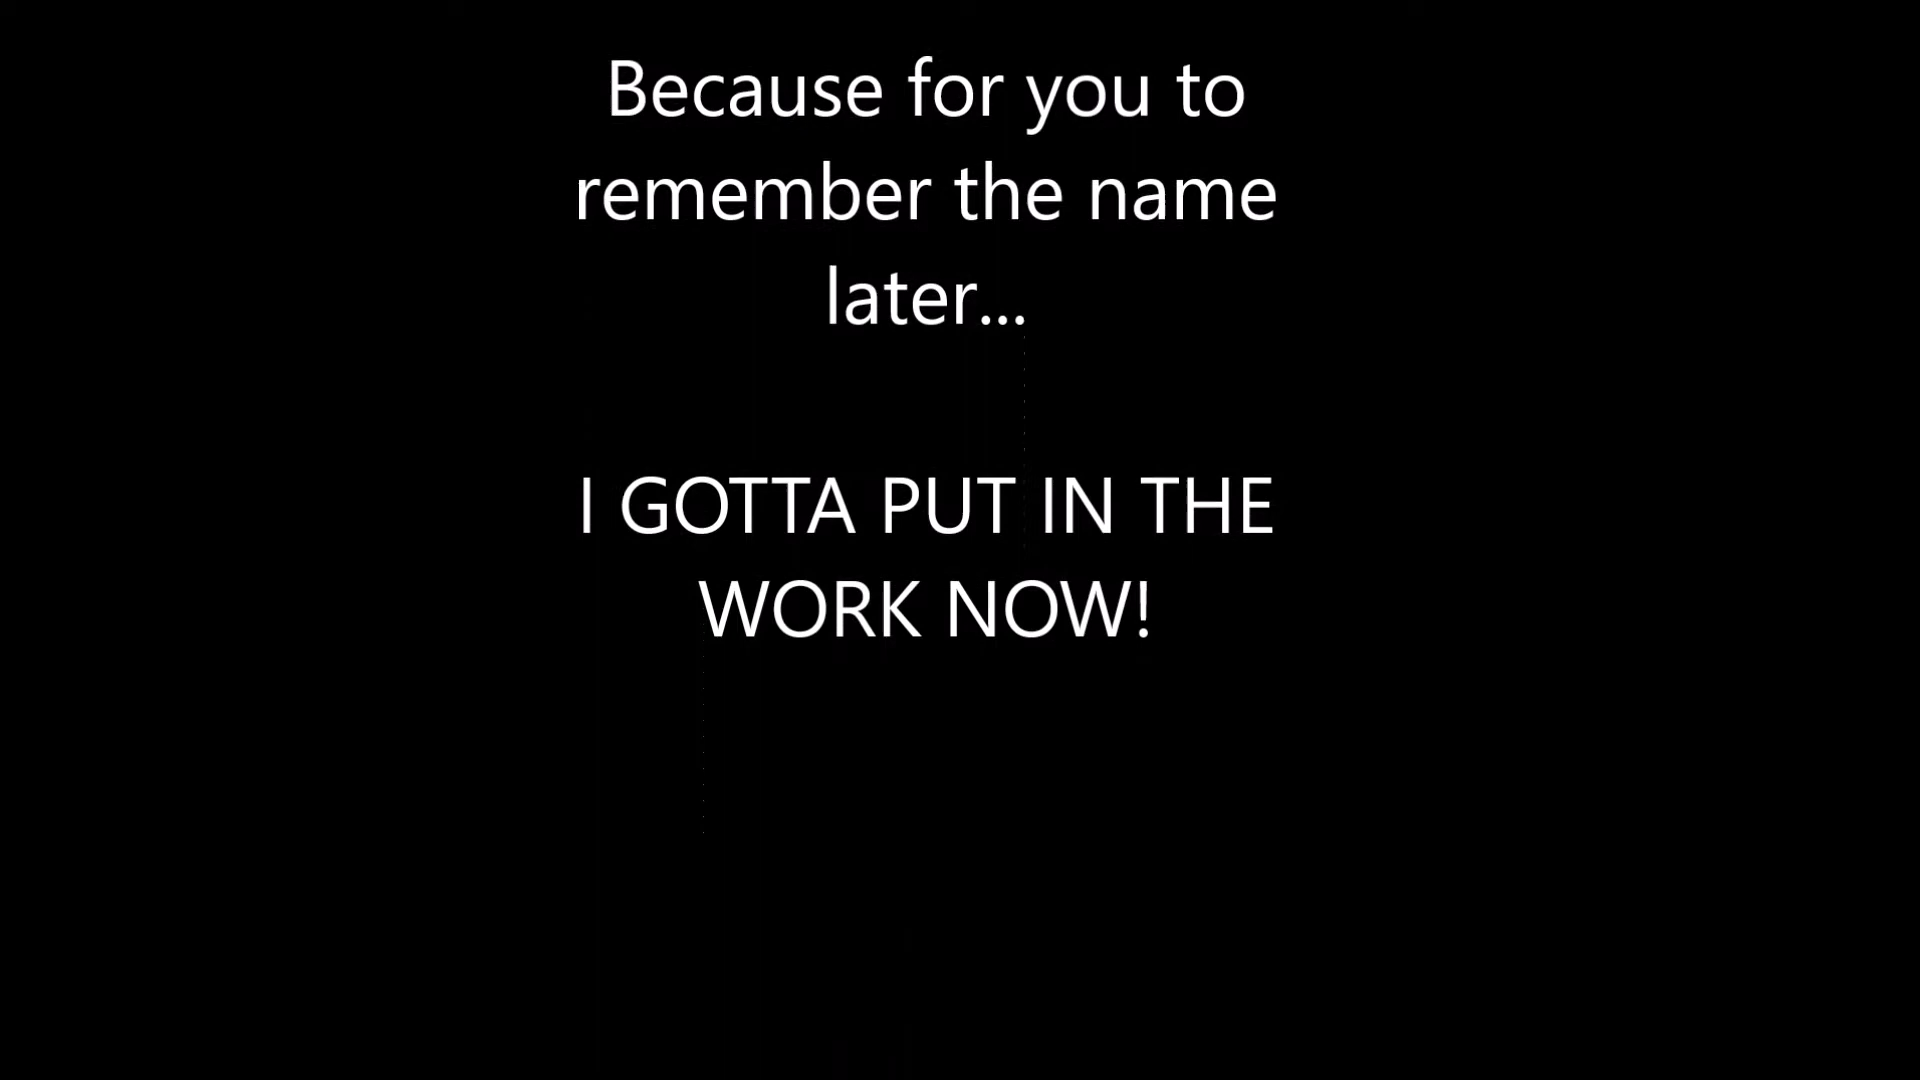 Because for you to
remember the name
later...
I GOTTA PUT IN THE
WORK NOW!